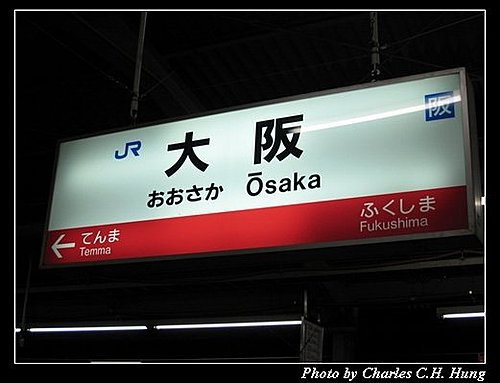 JR 大阪 阪
おおさか Ōsaka
ふくしま
Fukushima
← てんま
Temma
Photo by Charles C.H. Hung